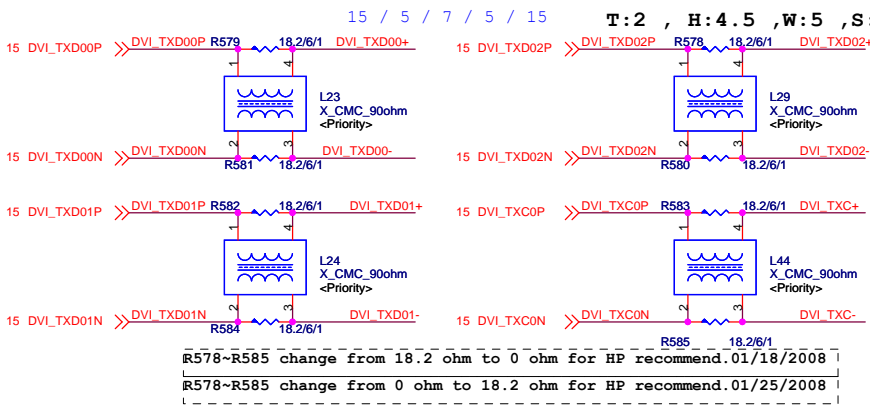 15 / 5 / 7 / 5 / 15
T:2 , H:4.5 ,W:5 ,S:
15 DVI_TXD00P DVI_TXD00P R579 18.2/6/1 DVI_TXD00+
1 4
L23
X_CMC_90ohm
<Priority>
2 3
15 DVI_TXD00N DVI_TXD00N R581 18.2/6/1 DVI_TXD00-
15 DVI_TXD02P DVI_TXD02P R578 18.2/6/1 DVI_TXD02+
1 4
L29
X_CMC_90ohm
<Priority>
2 3
15 DVI_TXD02N DVI_TXD02N R580 18.2/6/1 DVI_TXD02-
15 DVI_TXD01P DVI_TXD01P R582 18.2/6/1 DVI_TXD01+
1 4
L24
X_CMC_90ohm
<Priority>
2 3
15 DVI_TXD01N DVI_TXD01N R584 18.2/6/1 DVI_TXD01-
15 DVI_TXC0P DVI_TXC0P R583 18.2/6/1 DVI_TXC+
1 4
L44
X_CMC_90ohm
<Priority>
2 3
15 DVI_TXC0N DVI_TXC0N R585 18.2/6/1 DVI_TXC-
R578~R585 change from 18.2 ohm to 0 ohm for HP recommend.01/18/2008
R578~R585 change from 0 ohm to 18.2 ohm for HP recommend.01/25/2008